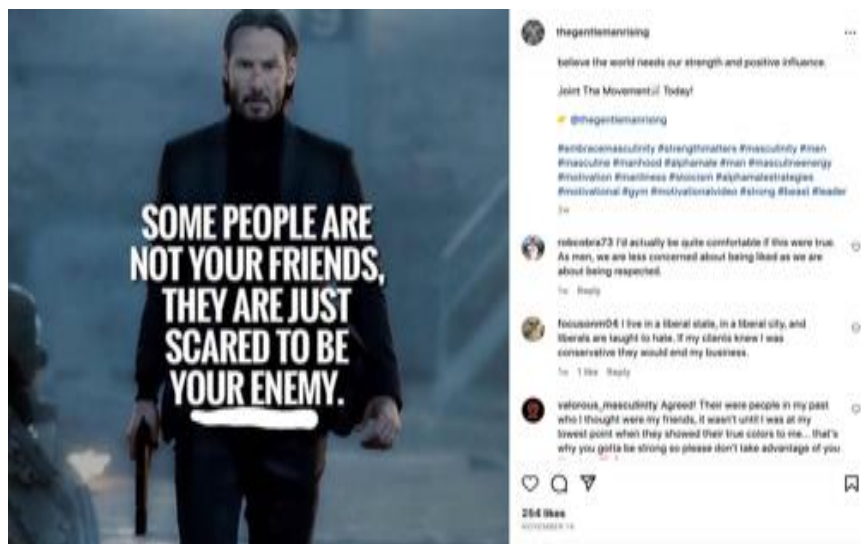 SOME PEOPLE ARE
NOT YOUR FRIENDS,
THEY ARE JUST
SCARED TO BE
YOUR ENEMY.
thegentlemanrising
believe the world needs our strength and positive influence.
Joint The Movement Today!
@thegentlemanrising
#embracemasculinity #strengthmatters #masculinity #men
#masculine #manhood #alphamale #man #masculineenergy
#motivation #manliness #stoicism #alphamalestrategies
#motivational #gym #motivationalvideo #strong #beast #leader
robcobra73 I'd actually be quite comfortable if this were true.
As men, we are less concerned about being liked as we are
about being respected.
1w Reply
focusonm04 I live in a liberal state, in a liberal city, and
liberals are taught to hate. If my clients knew I was
conservative they would end my business.
1w 1 like Reply
valorous_masculinity Agreed! Their were people in my past
who I thought were my friends, it wasn't until I was at my
lowest point when they showed their true colors to me... that's
why you gotta be strong so please don't take advantage of you
254 likes
NOVEMBER 14